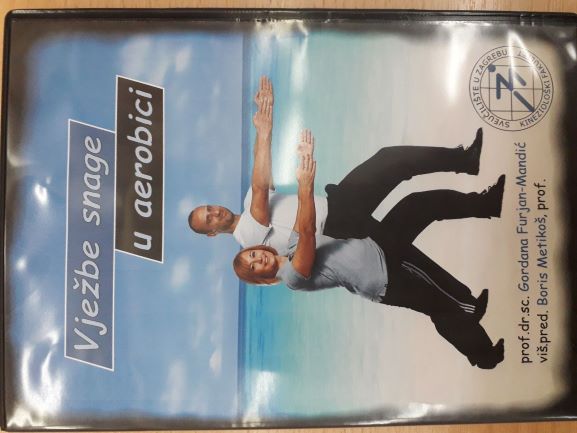 Vježbe snage
u aerobici
SVEUČILIŠTE U ZAGREBU
KINEZIOLOŠKI FAKULTET
prof.dr.sc. Gordana Furjan-Mandić
viš.pred. Boris Metikoš, prof.